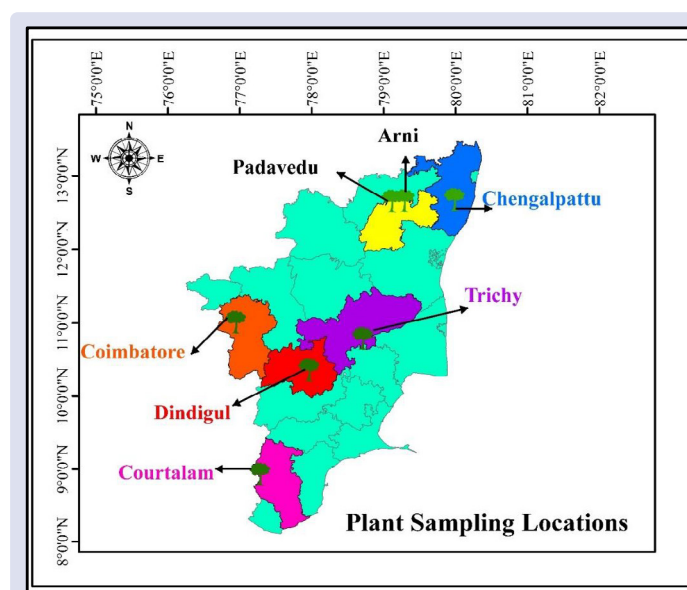 75°0'0"E
76°0'0"E
77°0'0"E
78°0'0"E
79°0'0"E
80°0'0"E
81°0'0"E
82°0'0"E
N
W E
S
Arni
Padavedu
13°0'0"N
Chengalpattu
12°0'0"N
Trichy
11°0'0"N
Coimbatore
10°0'0"N
Dindigul
9°0'0"N
Courtalam
Plant Sampling Locations
8°0'0"N